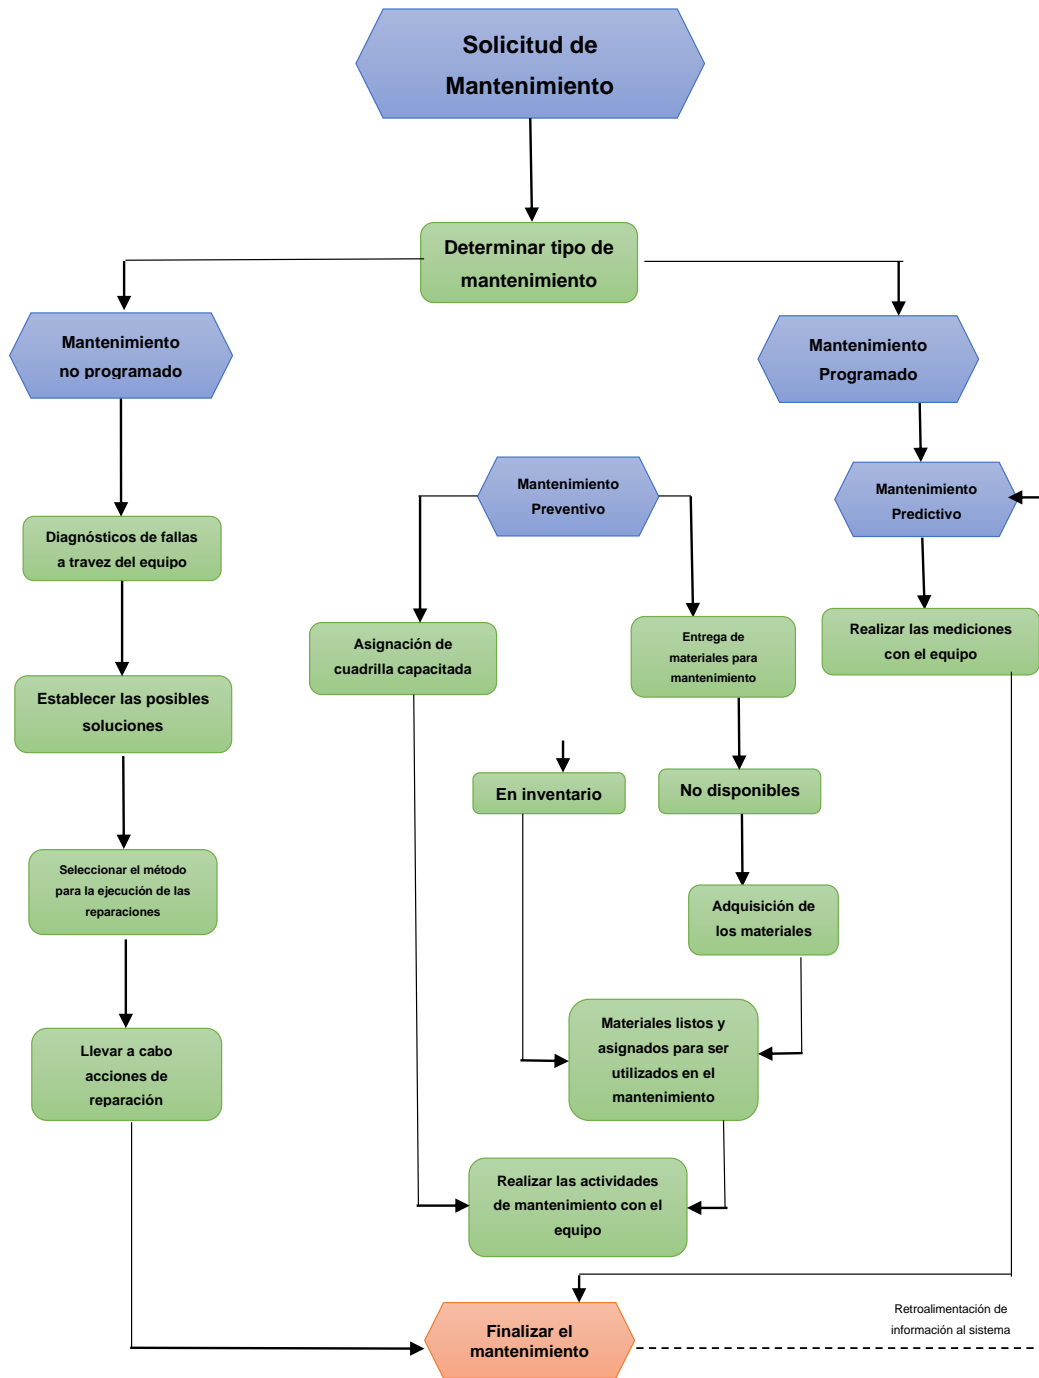 Solicitud de
Mantenimiento
Determinar tipo de
mantenimiento
Mantenimiento
no programado
Mantenimiento
Programado
Mantenimiento
Preventivo
Mantenimiento
Predictivo
Diagnósticos de fallas
a travez del equipo
Asignación de
cuadrilla capacitada
Entrega de
materiales para
mantenimiento
Realizar las mediciones
con el equipo
Establecer las posibles
soluciones
En inventario
No disponibles
Seleccionar el método
para la ejecución de las
reparaciones
Adquisición de
los materiales
Llevar a cabo
acciones de
reparación
Materiales listos y
asignados para ser
utilizados en el
mantenimiento
Realizar las actividades
de mantenimiento con el
equipo
Finalizar el
mantenimiento
Retroalimentación de
información al sistema